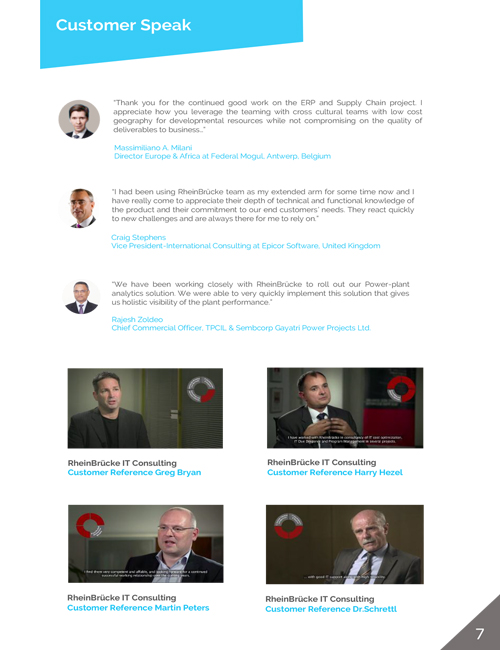 Customer Speak
"Thank you for the continued good work on the ERP and Supply Chain project. I
appreciate how you leverage the teaming with cross cultural teams with low cost
geography for developmental resources while not compromising on the quality of
deliverables to business..."
Massimiliano A. Milani
Director Europe & Africa at Federal Mogul, Antwerp, Belgium
"I had been using RheinBrücke team as my extended arm for some time now and I
have really come to appreciate their depth of technical and functional knowledge of
the product and their commitment to our end customers' needs. They react quickly
to new challenges and are always there for me to rely on."
Craig Stephens
Vice President-International Consulting at Epicor Software, United Kingdom
"We have been working closely with RheinBrücke to roll out our Power-plant
analytics solution. We were able to very quickly implement this solution that gives
us holistic visibility of the plant performance."
Rajesh Zoldeo
Chief Commercial Officer, TPCIL & Sembcorp Gayatri Power Projects Ltd
I have worked with RheinBrücke in consultancy of IT cost optimization,
IT Due Diligence and Program Management in several projects.
RheinBrücke IT Consulting
Customer Reference Greg Bryan
RheinBrücke IT Consulting
Customer Reference Harry Hezel
I find them very competent and affable, and looking forward for a continued
successful working relationship over the coming years.
... with good IT support along with high
RheinBrücke IT Consulting
Customer Reference Martin Peters
RheinBrücke IT Consulting
Customer Reference Dr.Schrettl
7